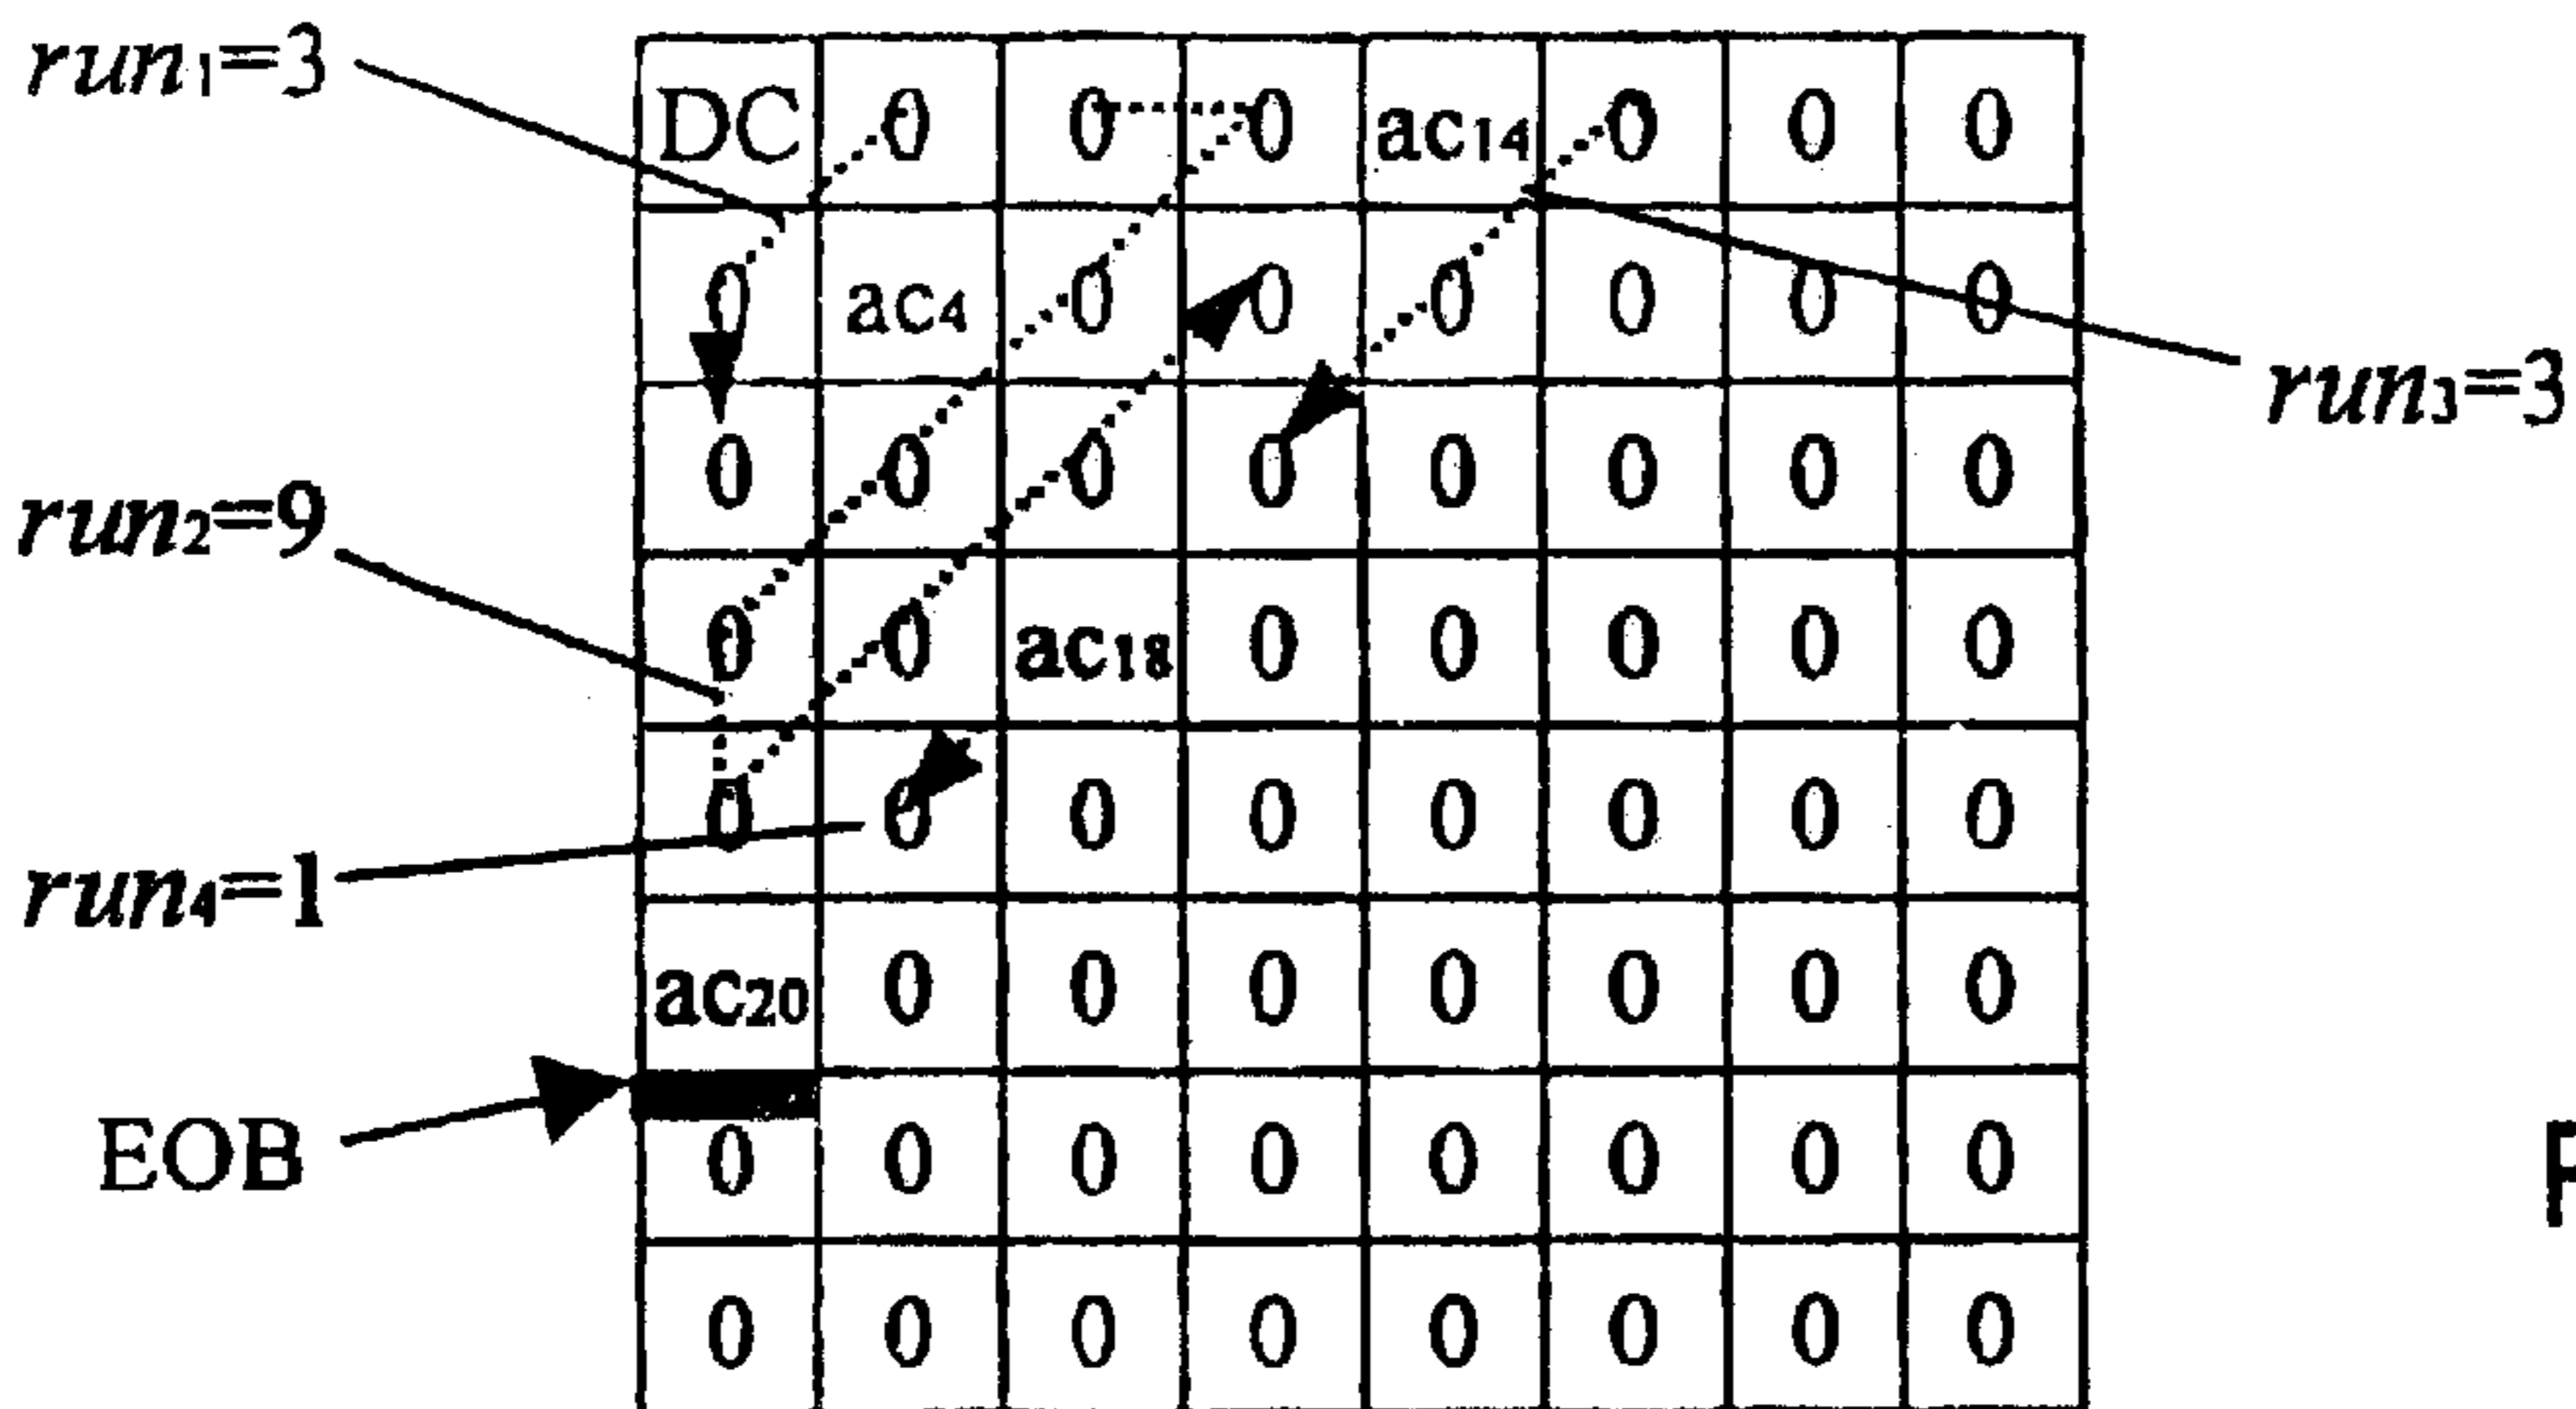 run₁=3
DC 0 0 0 ac₁₄ 0 0 0
0 ac₄ 0 0 0 0 0 0
run₃=3
0 0 0 0 0 0 0 0
run₂=9
0 0 ac₁₈ 0 0 0 0 0
0 0 0 0 0 0 0 0
run₄=1
ac₂₀ 0 0 0 0 0 0 0
EOB
0 0 0 0 0 0 0 0
0 0 0 0 0 0 0 0